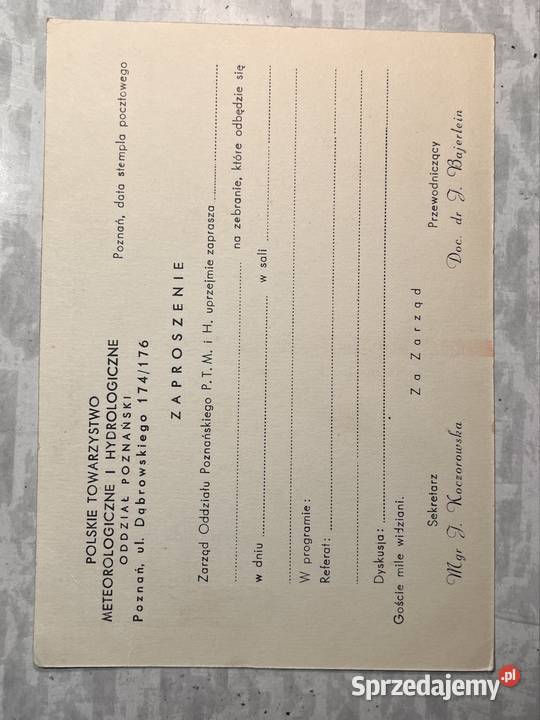 POLSKIE TOWARZYSTWO
METEOROLOGICZNE I HYDROLOGICZNE
ODDZIAŁ POZNAŃSKI
Poznań, ul. Dąbrowskiego 174/176
Poznań, data stempla pocztowego
ZAPROSZENIE
Zarząd Oddziału Poznańskiego P.T.M. i H. uprzejmie zaprasza
na zebranie, które odbędzie się
w dniu w sali
W programie:
Referat:
Dyskusja:
Goście mile widziani.
Za Zarząd
Sekretarz Przewodniczący
Mgr J. Koczorowska Doc. dr J. Bajerlein
Sprzedajemy.pl